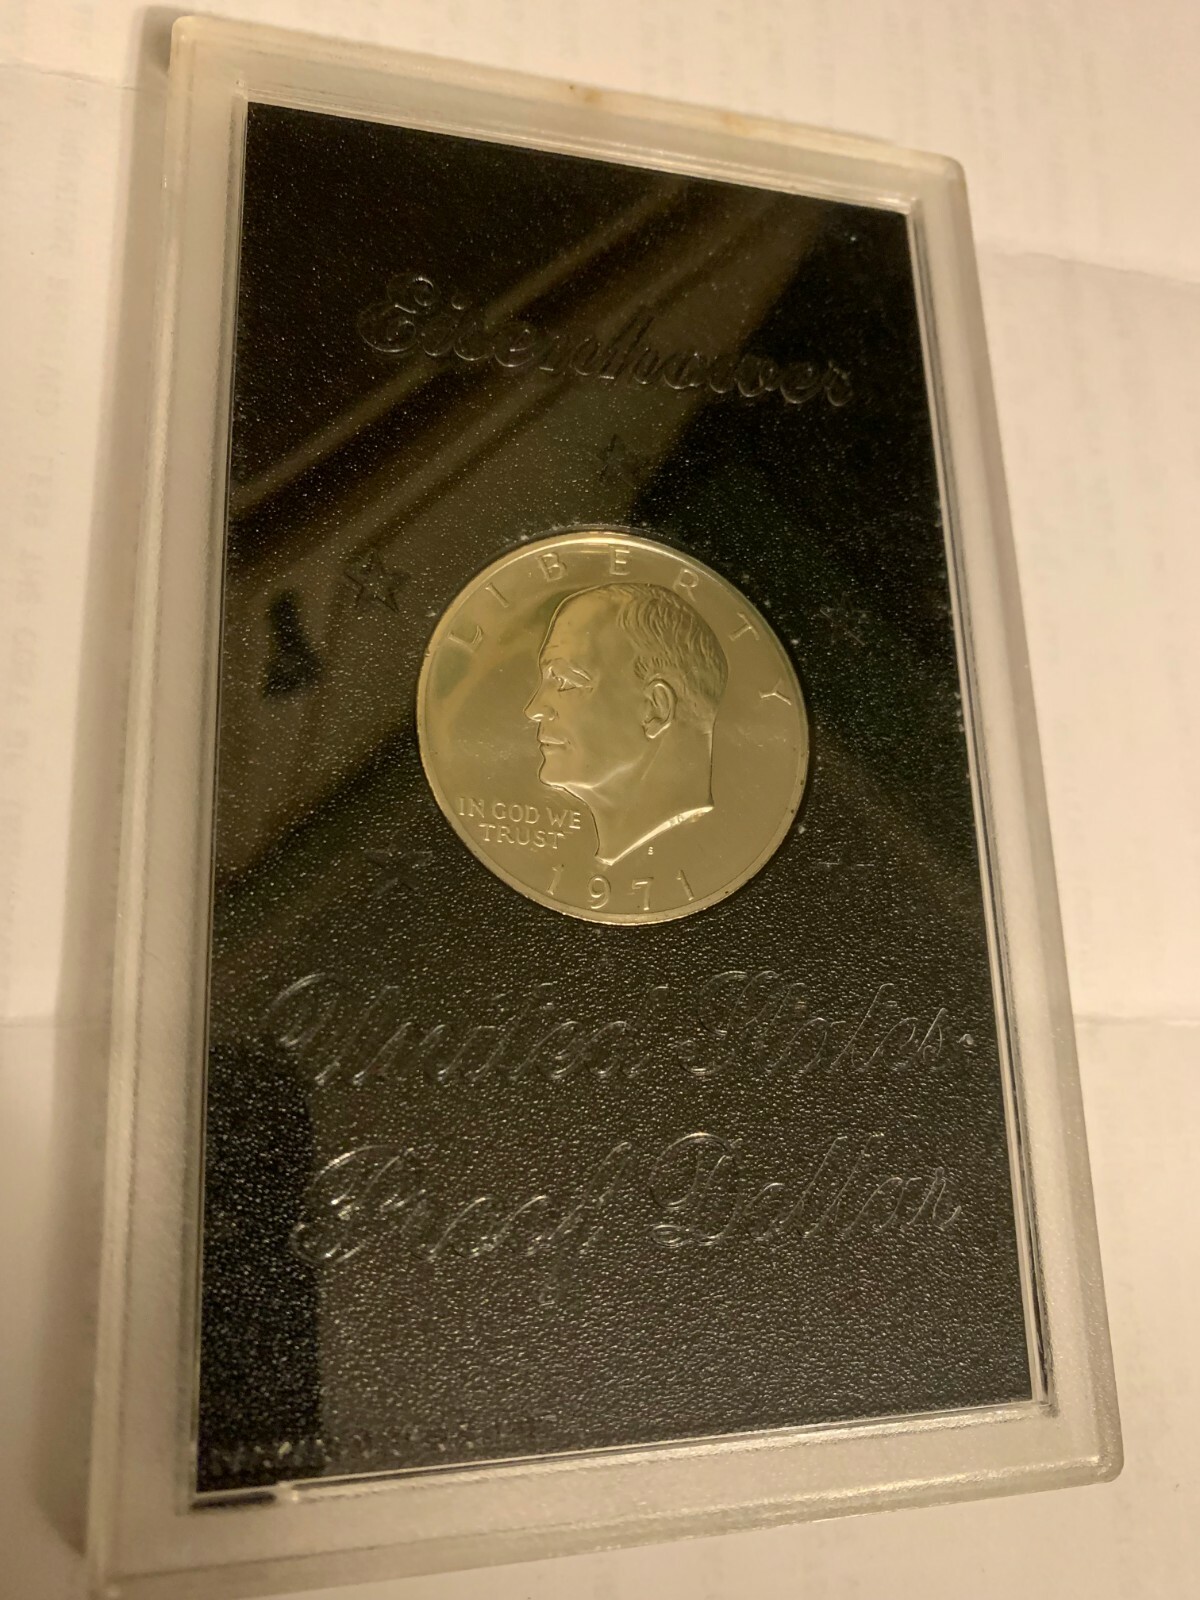 Eisenhower
LIBERTY
IN GOD WE
TRUST
S
1971
United States
Proof Dollar